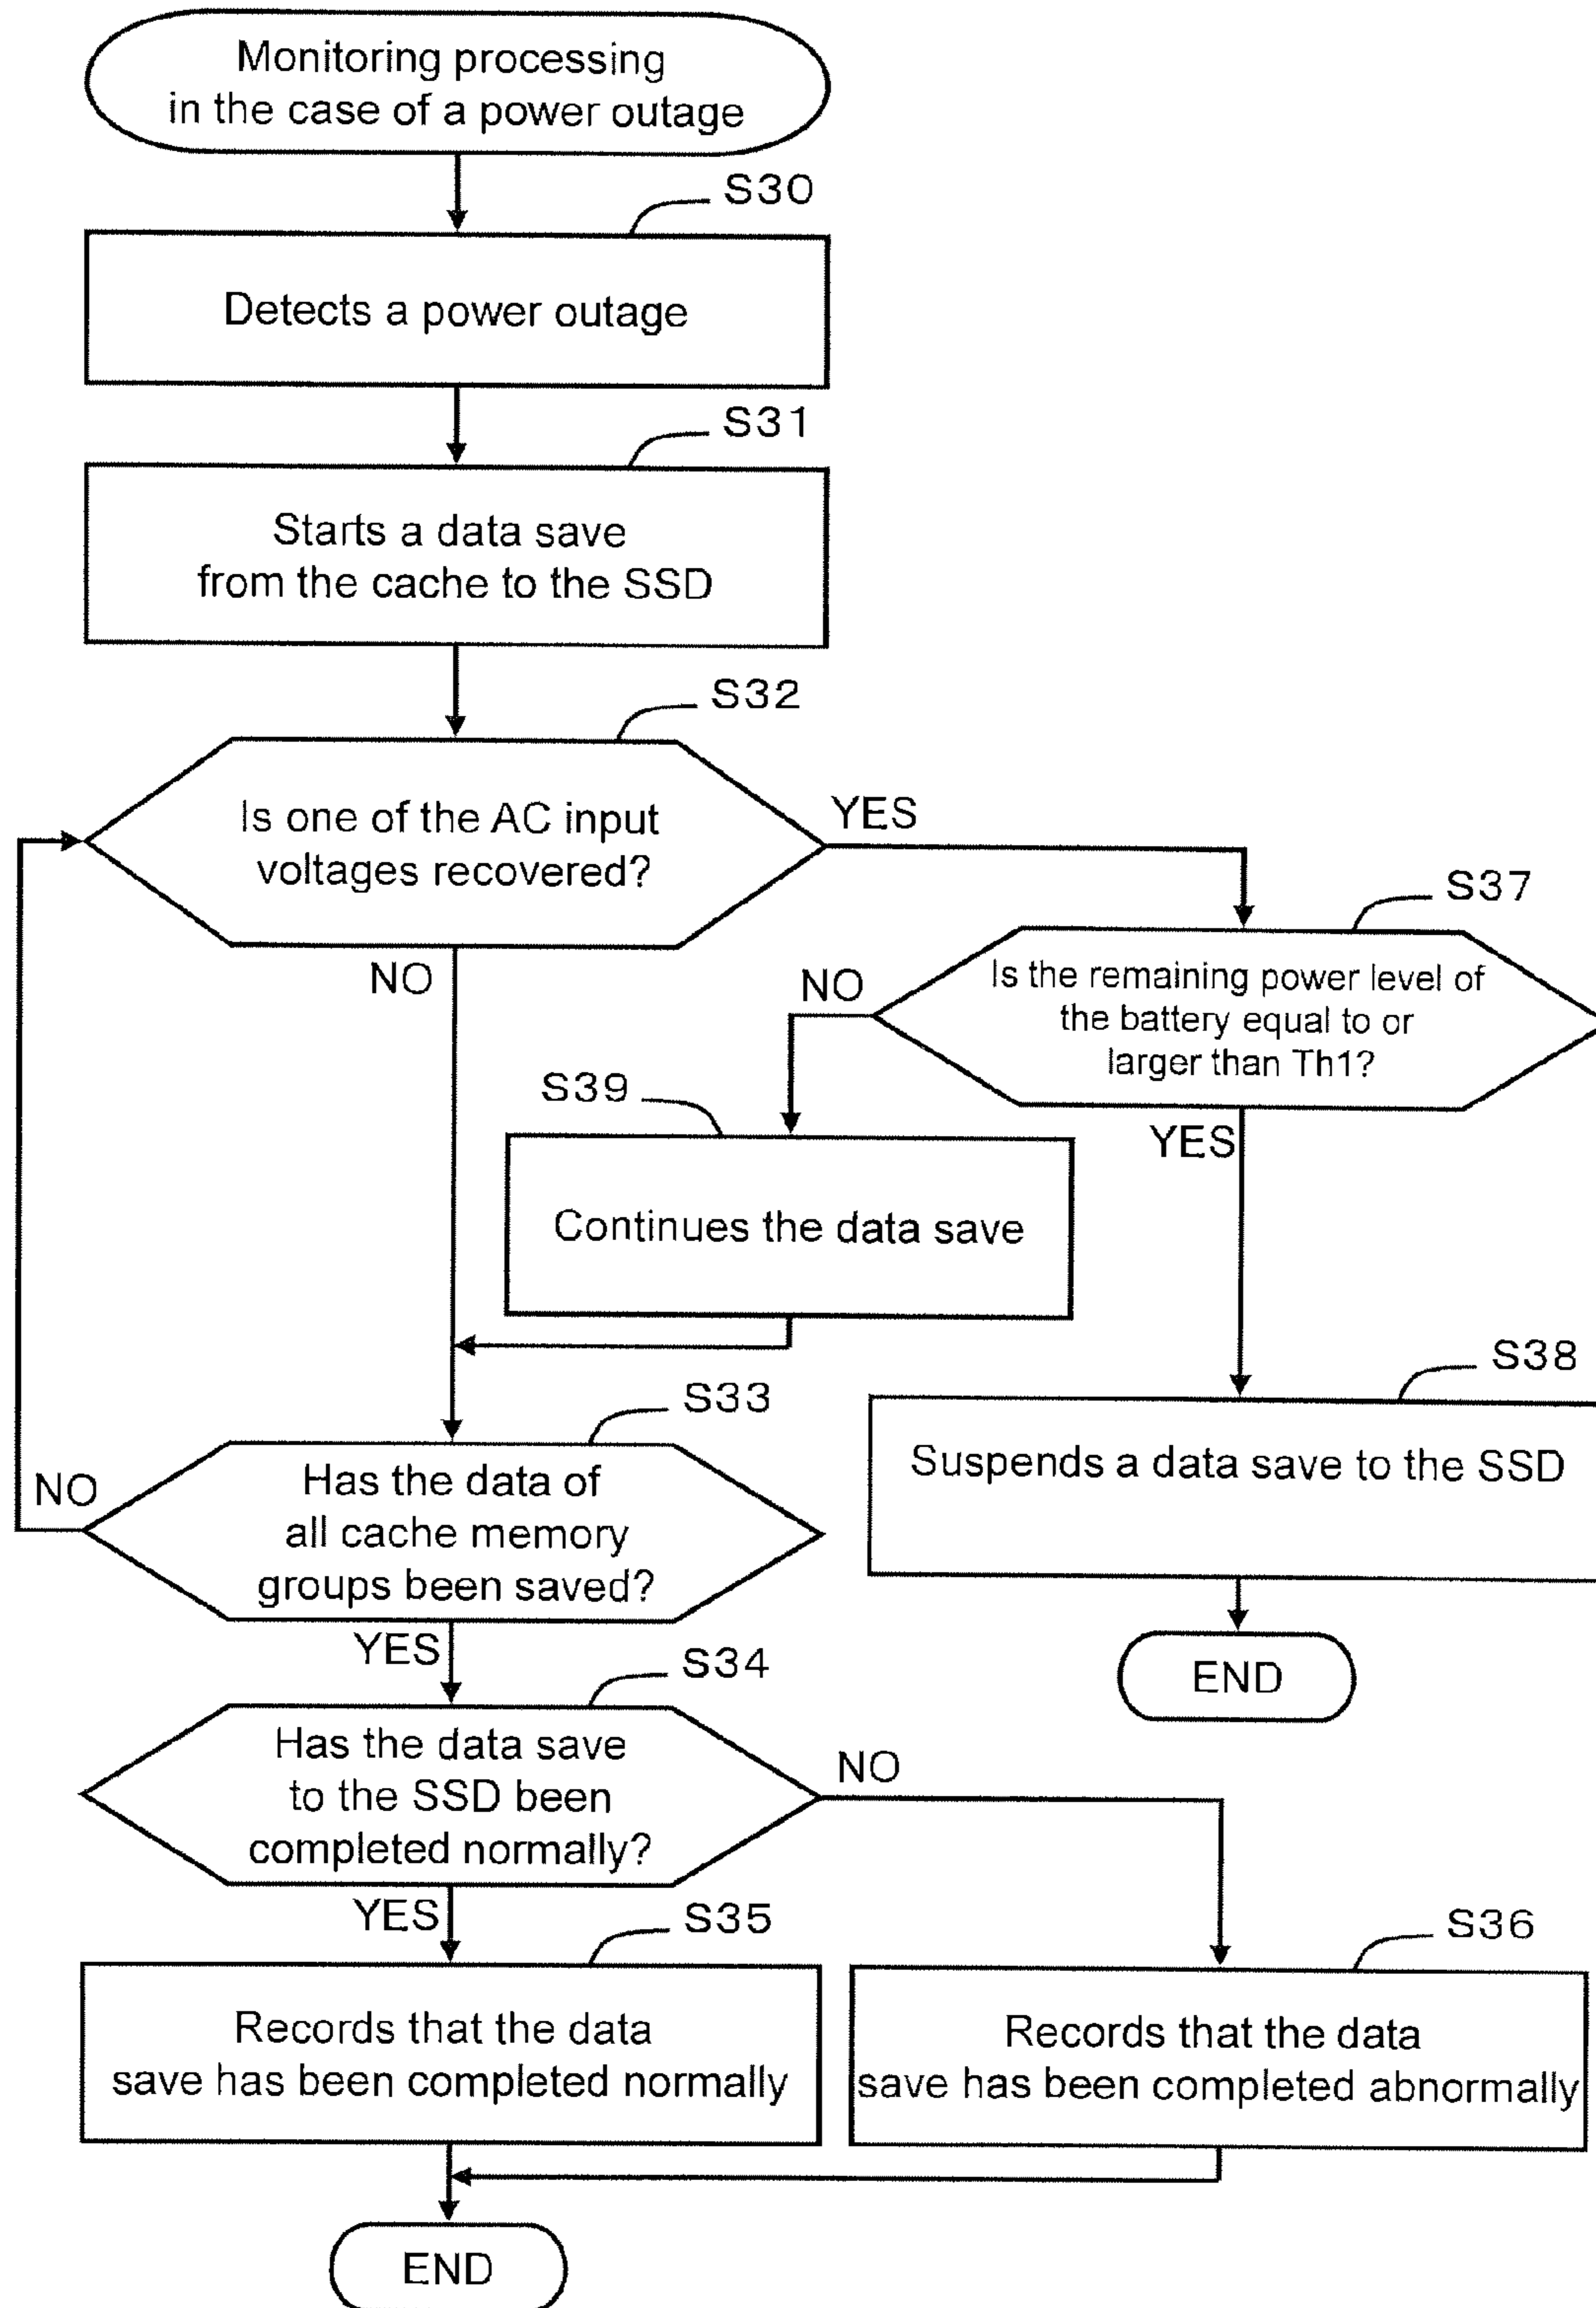 Monitoring processing
in the case of a power outage
S30
Detects a power outage
S31
Starts a data save
from the cache to the SSD
S32
Is one of the AC input
voltages recovered?
YES
NO
S37
Is the remaining power level of
the battery equal to or
larger than Th1?
NO
YES
S39
Continues the data save
S38
Suspends a data save to the SSD
END
S33
Has the data of
all cache memory
groups been saved?
NO
YES
S34
Has the data save
to the SSD been
completed normally?
NO
YES
S35
Records that the data
save has been completed normally
S36
Records that the data
save has been completed abnormally
END